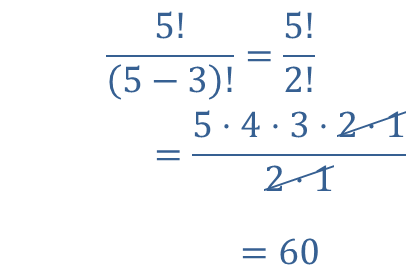 5!/(5 − 3)! = 5!/2!
= 5 · 4 · 3 · 2 · 1/2 · 1
= 60